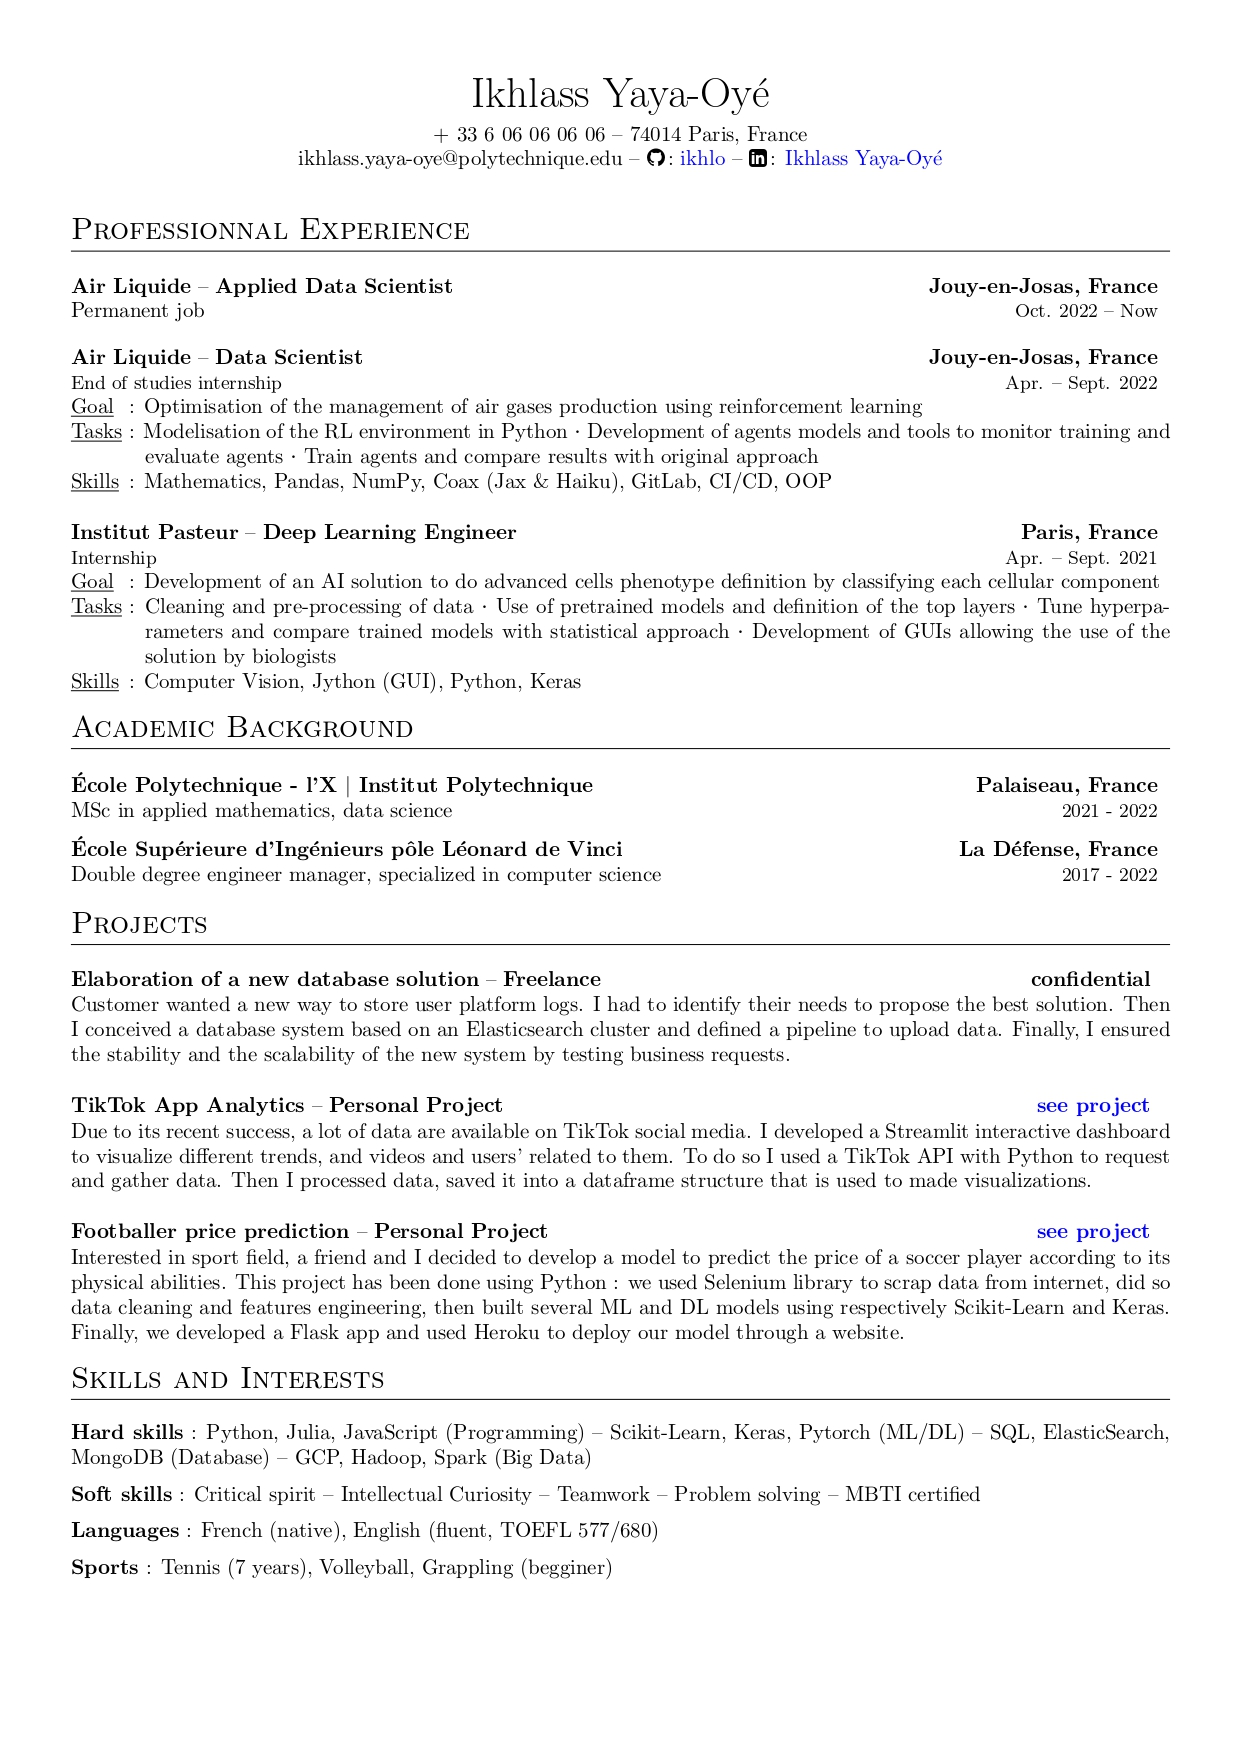 Ikhlass Yaya-Oyé
+ 33 6 06 06 06 06 – 74014 Paris, France
ikhlass.yaya-oye@polytechnique.edu – : ikhlo – in : Ikhlass Yaya-Oyé
Professionnal Experience
Air Liquide – Applied Data Scientist Jouy-en-Josas, France
Permanent job Oct. 2022 – Now
Air Liquide – Data Scientist Jouy-en-Josas, France
End of studies internship Apr. – Sept. 2022
Goal : Optimisation of the management of air gases production using reinforcement learning
Tasks : Modelisation of the RL environment in Python · Development of agents models and tools to monitor training and
evaluate agents · Train agents and compare results with original approach
Skills : Mathematics, Pandas, NumPy, Coax (Jax & Haiku), GitLab, CI/CD, OOP
Institut Pasteur – Deep Learning Engineer Paris, France
Internship Apr. – Sept. 2021
Goal : Development of an AI solution to do advanced cells phenotype definition by classifying each cellular component
Tasks : Cleaning and pre-processing of data · Use of pretrained models and definition of the top layers · Tune hyperpa-
rameters and compare trained models with statistical approach · Development of GUIs allowing the use of the
solution by biologists
Skills : Computer Vision, Jython (GUI), Python, Keras
Academic Background
École Polytechnique - l'X | Institut Polytechnique Palaiseau, France
MSc in applied mathematics, data science 2021 - 2022
École Supérieure d'Ingénieurs pôle Léonard de Vinci La Défense, France
Double degree engineer manager, specialized in computer science 2017 - 2022
Projects
Elaboration of a new database solution – Freelance confidential
Customer wanted a new way to store user platform logs. I had to identify their needs to propose the best solution. Then
I conceived a database system based on an Elasticsearch cluster and defined a pipeline to upload data. Finally, I ensured
the stability and the scalability of the new system by testing business requests.
TikTok App Analytics – Personal Project see project
Due to its recent success, a lot of data are available on TikTok social media. I developed a Streamlit interactive dashboard
to visualize different trends, and videos and users' related to them. To do so I used a TikTok API with Python to request
and gather data. Then I processed data, saved it into a dataframe structure that is used to made visualizations.
Footballer price prediction – Personal Project see project
Interested in sport field, a friend and I decided to develop a model to predict the price of a soccer player according to its
physical abilities. This project has been done using Python : we used Selenium library to scrap data from internet, did so
data cleaning and features engineering, then built several ML and DL models using respectively Scikit-Learn and Keras.
Finally, we developed a Flask app and used Heroku to deploy our model through a website.
Skills and Interests
Hard skills : Python, Julia, JavaScript (Programming) – Scikit-Learn, Keras, Pytorch (ML/DL) – SQL, ElasticSearch,
MongoDB (Database) – GCP, Hadoop, Spark (Big Data)
Soft skills : Critical spirit – Intellectual Curiosity – Teamwork – Problem solving – MBTI certified
Languages : French (native), English (fluent, TOEFL 577/680)
Sports : Tennis (7 years), Volleyball, Grappling (begginer)